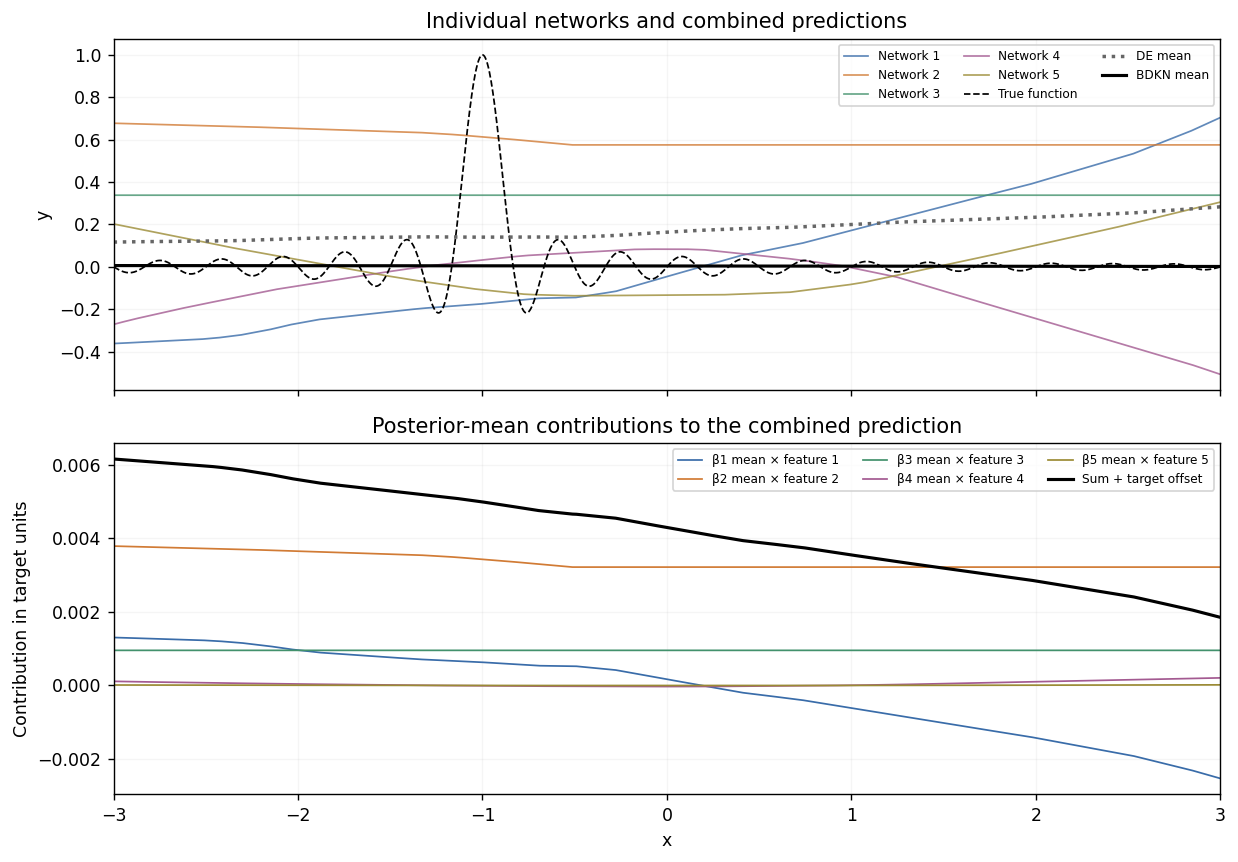 Individual networks and combined predictions
1.0
0.8
0.6
0.4
0.2
0.0
−0.2
−0.4
y
Network 1
Network 2
Network 3
Network 4
Network 5
True function
DE mean
BDKN mean
Posterior-mean contributions to the combined prediction
0.006
0.004
0.002
0.000
−0.002
Contribution in target units
β1 mean × feature 1
β2 mean × feature 2
β3 mean × feature 3
β4 mean × feature 4
β5 mean × feature 5
Sum + target offset
−3 −2 −1 0 1 2 3
x